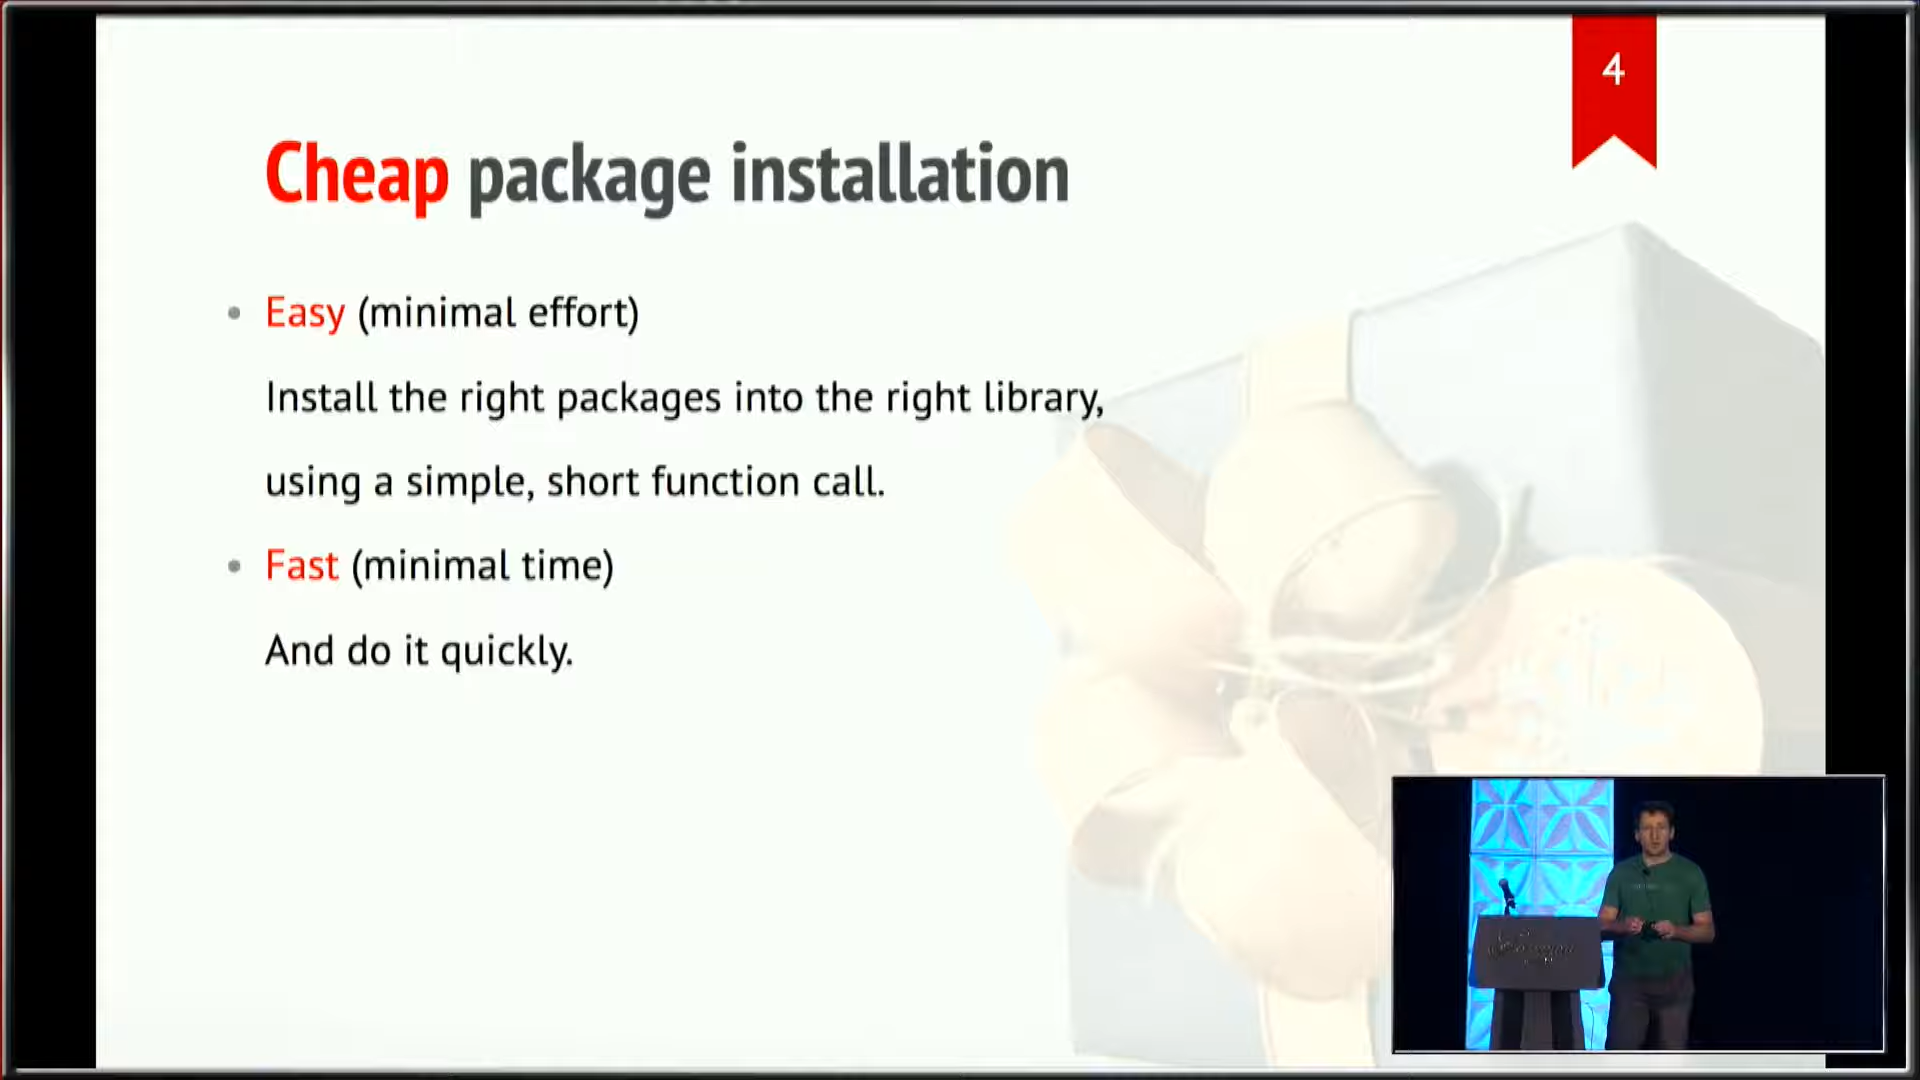 4
Cheap package installation
• Easy (minimal effort)
Install the right packages into the right library,
using a simple, short function call.
• Fast (minimal time)
And do it quickly.